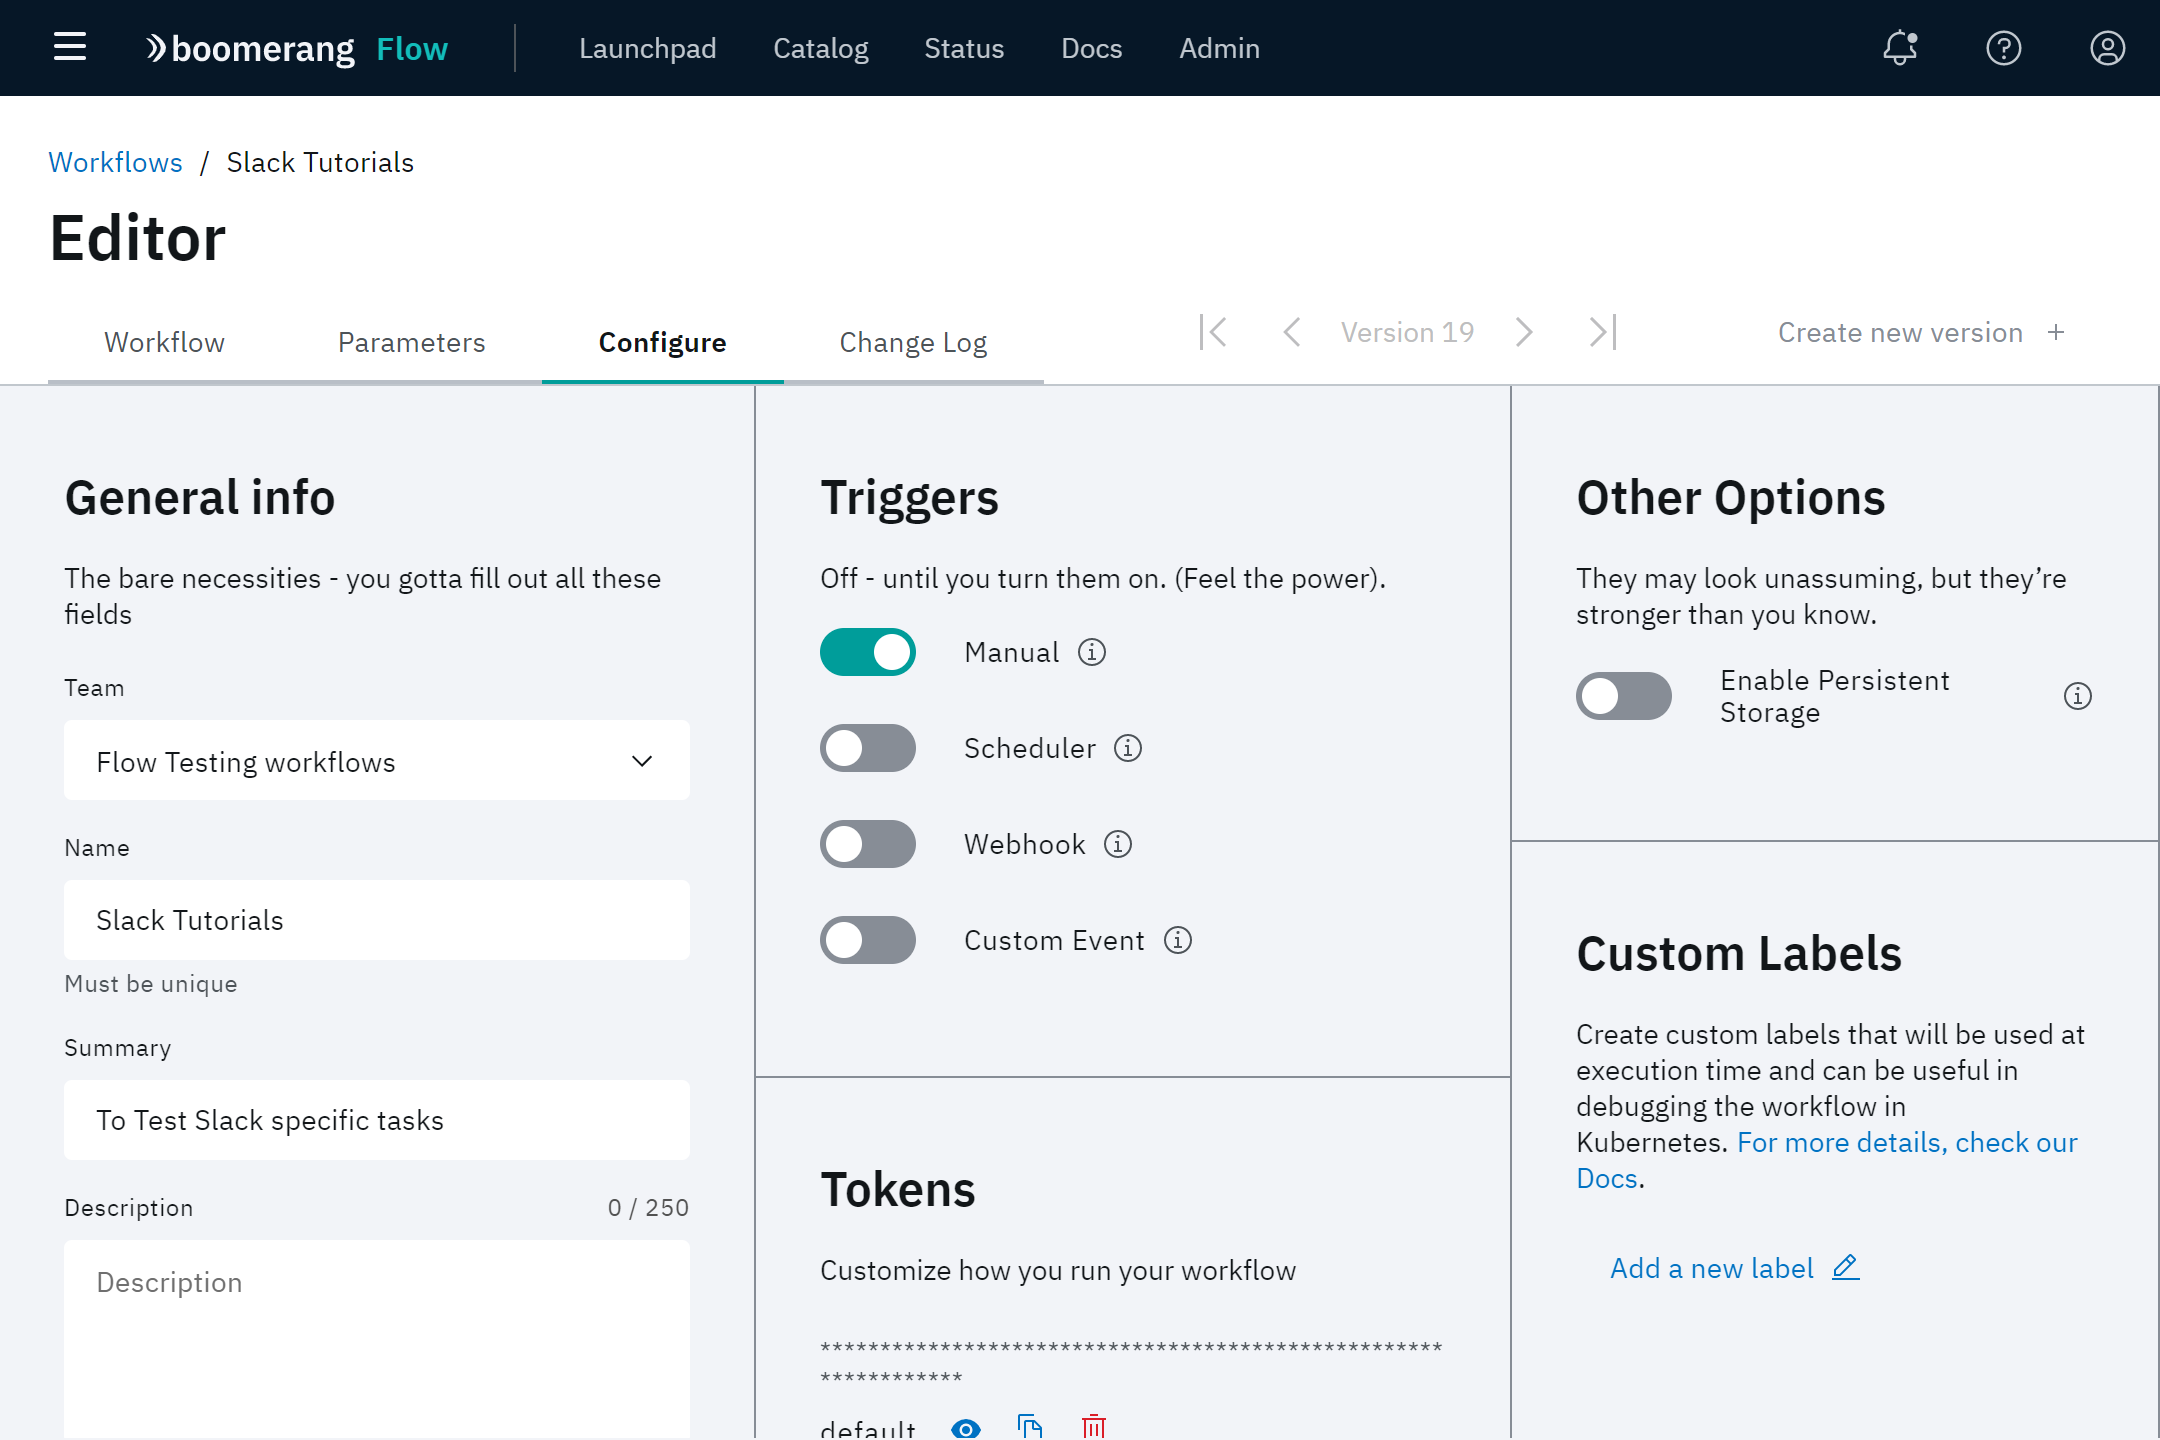 boomerang Flow Launchpad Catalog Status Docs Admin
Workflows / Slack Tutorials
Editor
Workflow Parameters Configure Change Log Version 19 Create new version +
General info
The bare necessities - you gotta fill out all these
fields
Team
Flow Testing workflows
Name
Slack Tutorials
Must be unique
Summary
To Test Slack specific tasks
Description 0 / 250
Description
Triggers
Off - until you turn them on. (Feel the power).
Manual
Scheduler
Webhook
Custom Event
Tokens
Customize how you run your workflow
****************************************************
************
default
Other Options
They may look unassuming, but they’re
stronger than you know.
Enable Persistent
Storage
Custom Labels
Create custom labels that will be used at
execution time and can be useful in
debugging the workflow in
Kubernetes. For more details, check our
Docs.
Add a new label